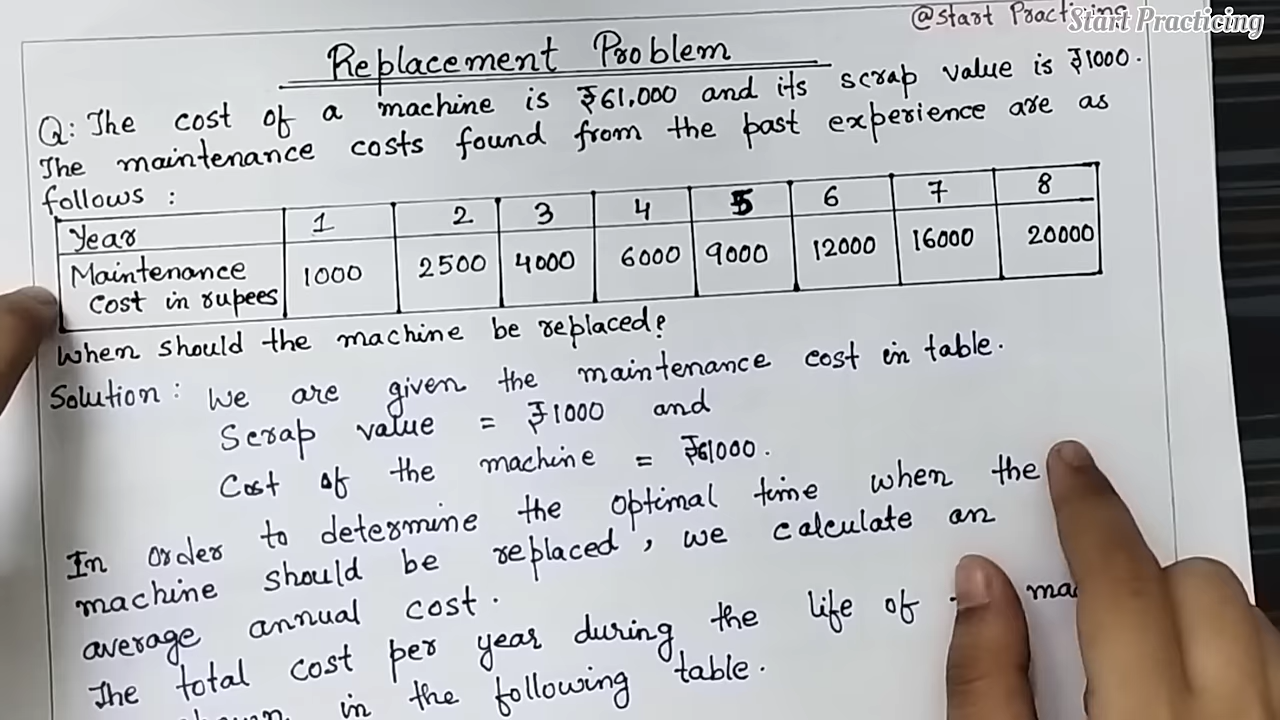 @Start Practicing
Start Practicing
Replacement Problem
Q: The cost of a machine is ₹61,000 and its scrap value is ₹1000.
The maintenance costs found from the past experience are as
follows :
Year 1 2 3 4 5 6 7 8
Maintenance 1000 2500 4000 6000 9000 12000 16000 20000
Cost in rupees
When should the machine be replaced?
Solution: We are given the maintenance cost in table.
Scrap value = ₹1000 and
Cost of the machine = ₹61000.
In order to determine the optimal time when the
machine should be replaced, we calculate an
average annual cost.
The total cost per year during the life of
in the following table.